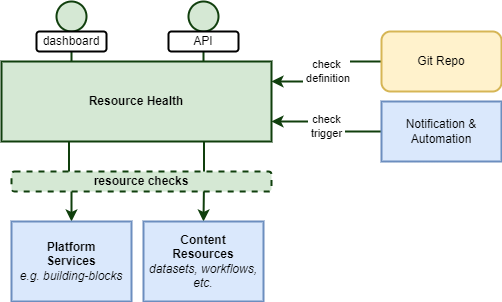 dashboard
API
check
definition
Git Repo
Resource Health
check
trigger
Notification &
Automation
resource checks
Platform
Services
e.g. building-blocks
Content
Resources
datasets, workflows,
etc.